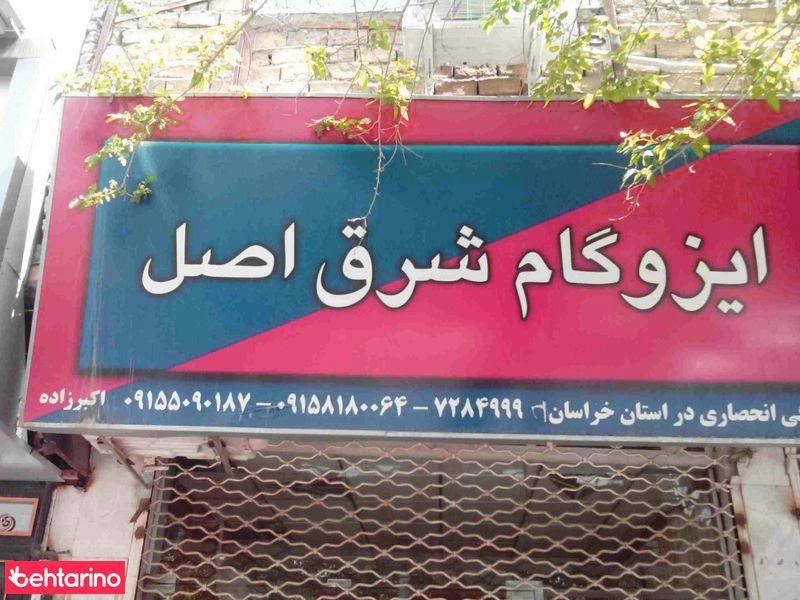 ایزوگام شرق اصل
انحصاری در استان خراسان ۷۲۸۴۹۹۹ – ۰۹۱۵۸۱۸۰۰۶۴ – ۰۹۱۵۵۰۹۰۱۸۷ اکبرزاده
behtarino